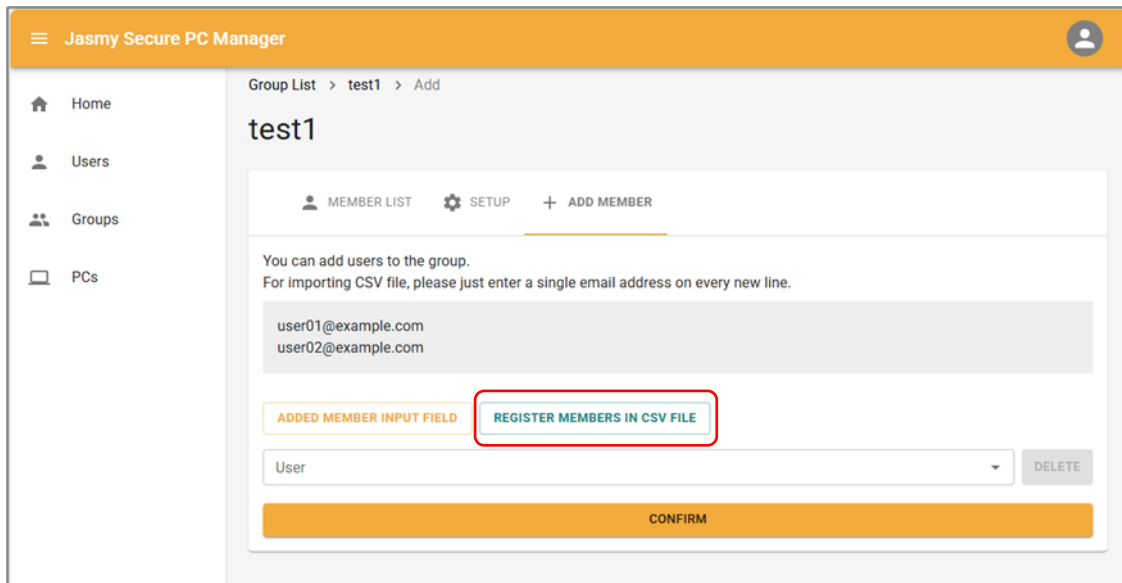 Jasmy Secure PC Manager
Home
Users
Groups
PCs
Group List > test1 > Add
test1
MEMBER LIST SETUP + ADD MEMBER
You can add users to the group.
For importing CSV file, please just enter a single email address on every new line.
user01@example.com
user02@example.com
ADDED MEMBER INPUT FIELD REGISTER MEMBERS IN CSV FILE
User DELETE
CONFIRM